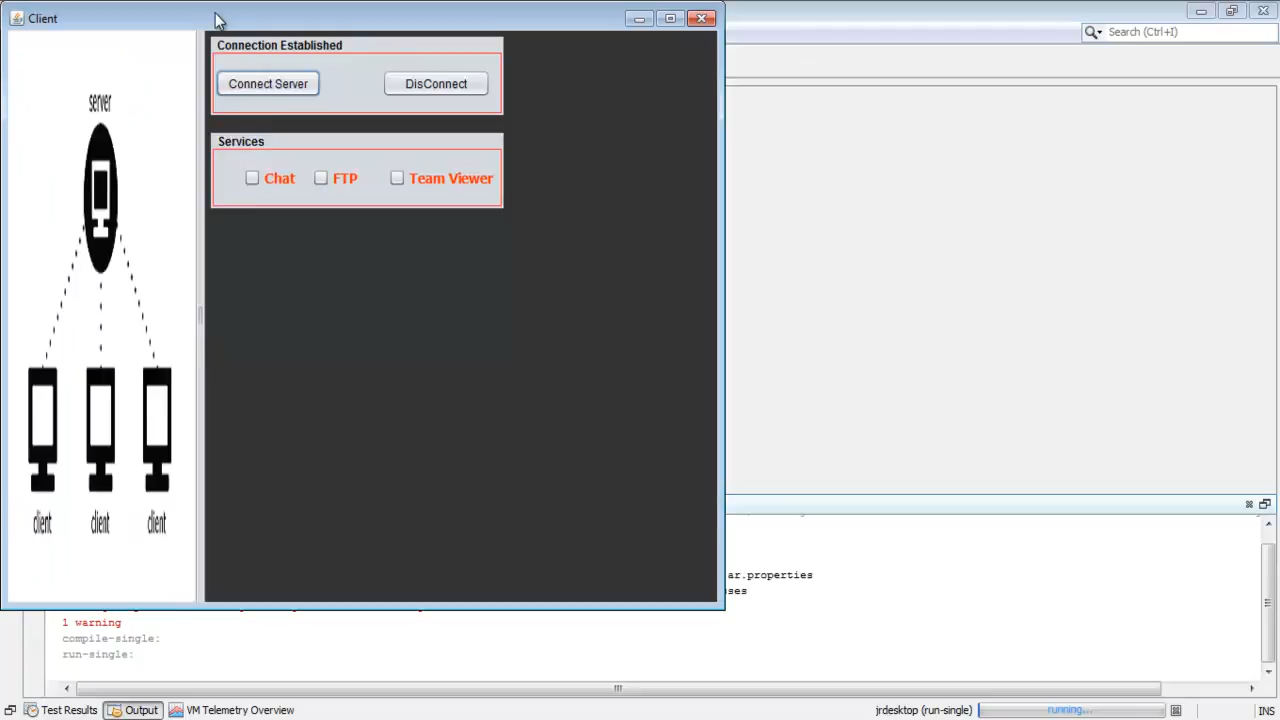 Client
Search (Ctrl+I)
Connection Established
Connect Server
DisConnect
server
Services
Chat
FTP
Team Viewer
client
client
client
ar.properties
ses
1 warning
compile-single:
run-single:
Test Results
Output
VM Telemetry Overview
jrdesktop (run-single)
running...
INS